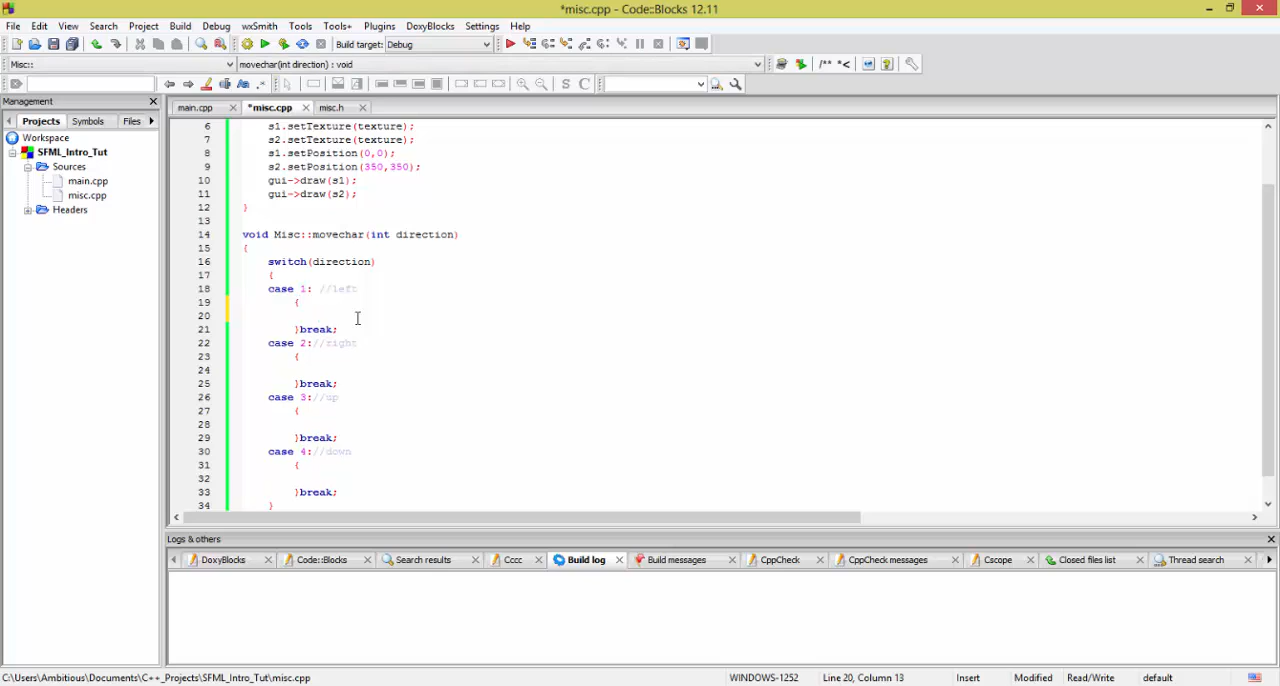 *misc.cpp - Code::Blocks 12.11
File Edit View Search Project Build Debug wxSmith Tools Tools+ Plugins DoxyBlocks Settings Help
Build target: Debug
Misc:: movechar(int direction) : void /** *<
Aa .* S C
Management
Projects Symbols Files
Workspace
SFML_Intro_Tut
Sources
main.cpp
misc.cpp
Headers
main.cpp *misc.cpp misc.h
6 s1.setTexture(texture);
7 s2.setTexture(texture);
8 s1.setPosition(0,0);
9 s2.setPosition(350,350);
10 gui->draw(s1);
11 gui->draw(s2);
12 }
13
14 void Misc::movechar(int direction)
15 {
16 switch(direction)
17 {
18 case 1: //left
19 {
20
21 }break;
22 case 2://right
23 {
24
25 }break;
26 case 3://up
27 {
28
29 }break;
30 case 4://down
31 {
32
33 }break;
34 }
Logs & others
DoxyBlocks Code::Blocks Search results Cccc Build log Build messages CppCheck CppCheck messages Cscope Closed files list Thread search
C:\Users\Ambitious\Documents\C++_Projects\SFML_Intro_Tut\misc.cpp WINDOWS-1252 Line 20, Column 13 Insert Modified Read/Write default